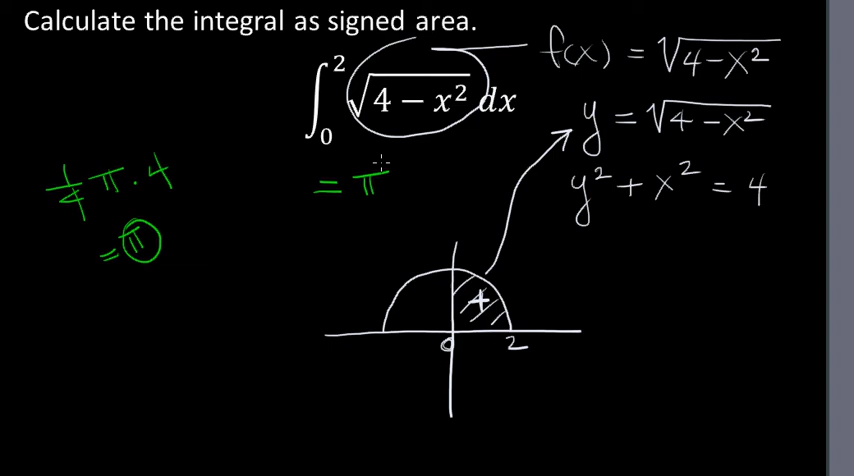 Calculate the integral as signed area.
∫₀² √(4 − x²) dx
f(x) = √(4−x²)
y = √(4−x²)
y² + x² = 4
= π
1/4 π · 4
= π
4
0 2